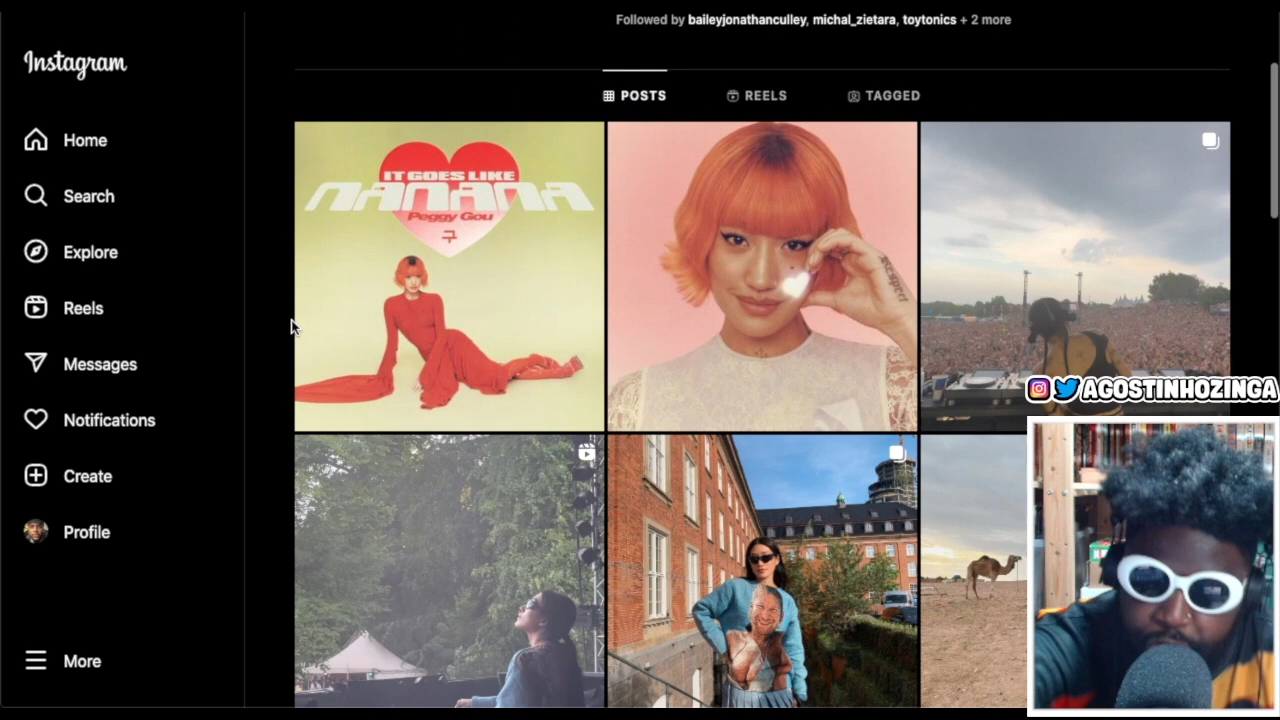 Followed by baileyjonathanculley, michal_zietara, toytonics + 2 more
Instagram
Home
Search
Explore
Reels
Messages
Notifications
Create
Profile
More
POSTS
REELS
TAGGED
IT GOES LIKE
NANANA
Peggy Gou
구
Respect
AGOSTINHOZINGA